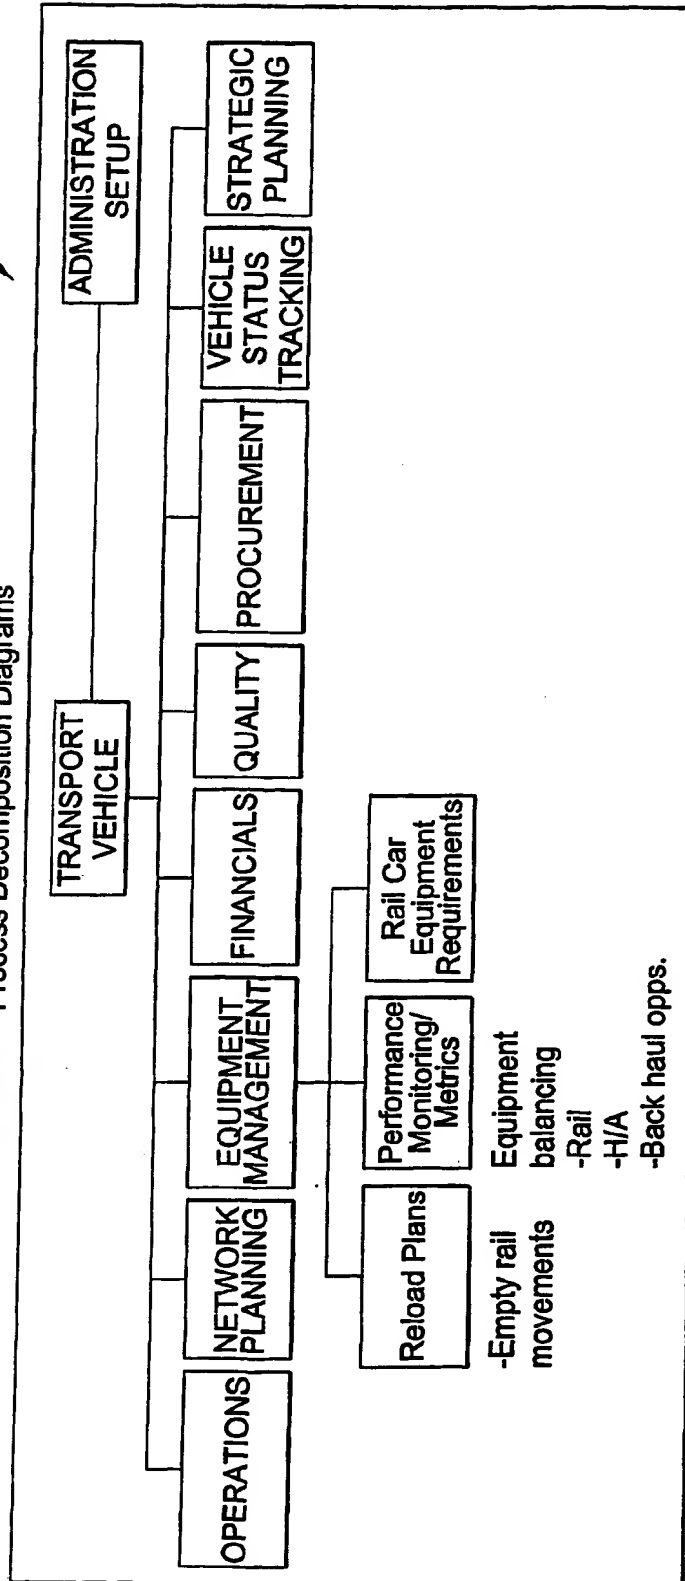 Process Decomposition Diagrams
TRANSPORT
VEHICLE
ADMINISTRATION
SETUP
OPERATIONS
NETWORK
PLANNING
EQUIPMENT
MANAGEMENT
FINANCIALS
QUALITY
PROCUREMENT
VEHICLE
STATUS
TRACKING
STRATEGIC
PLANNING
Reload Plans
Performance
Monitoring/
Metrics
Rail Car
Equipment
Requirements
-Empty rail
movements
Equipment
balancing
-Rail
-H/A
-Back haul opps.